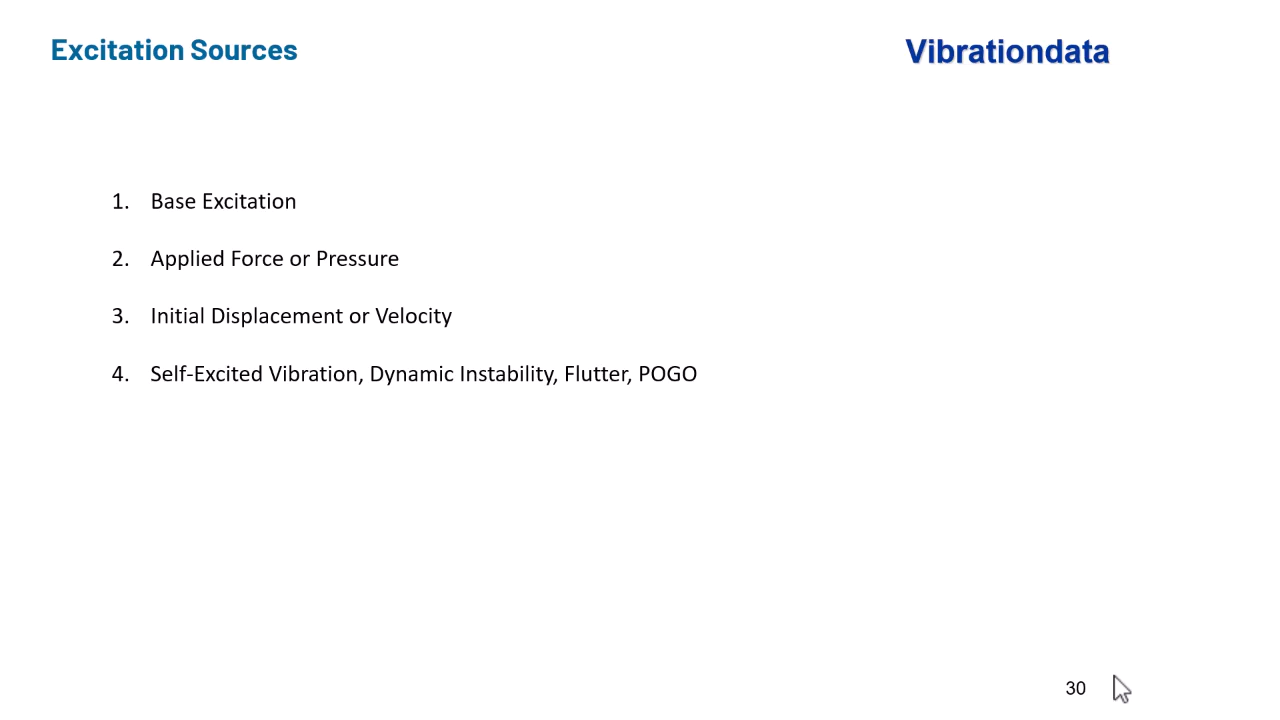 Excitation Sources
Vibrationdata
1. Base Excitation
2. Applied Force or Pressure
3. Initial Displacement or Velocity
4. Self-Excited Vibration, Dynamic Instability, Flutter, POGO
30